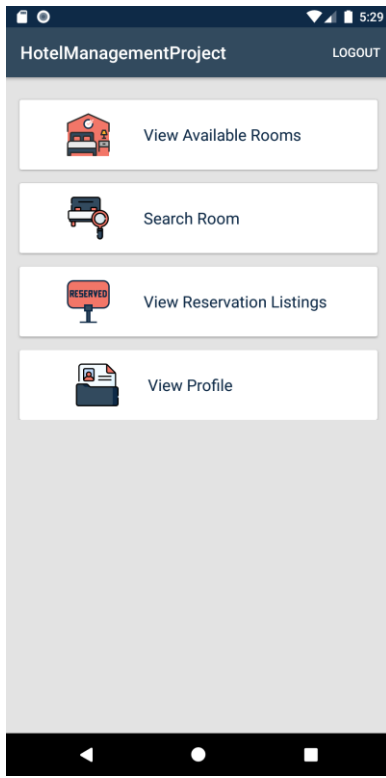 5:29
HotelManagementProject LOGOUT
View Available Rooms
Search Room
RESERVED
View Reservation Listings
View Profile